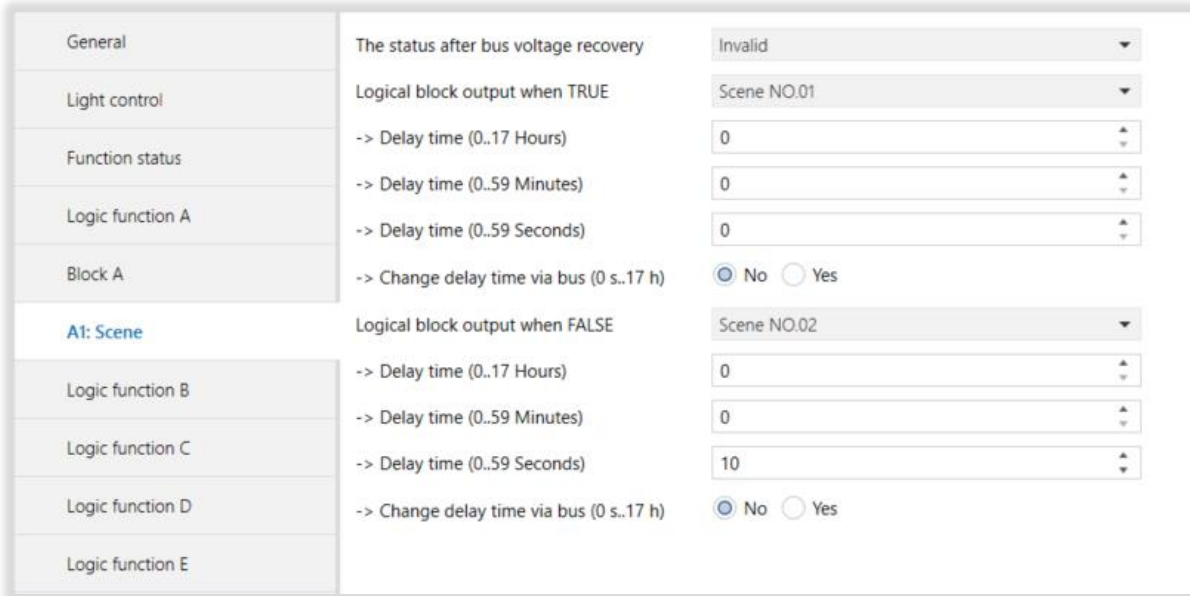 General
Light control
Function status
Logic function A
Block A
A1: Scene
Logic function B
Logic function C
Logic function D
Logic function E
The status after bus voltage recovery Invalid
Logical block output when TRUE Scene NO.01
-> Delay time (0..17 Hours) 0
-> Delay time (0..59 Minutes) 0
-> Delay time (0..59 Seconds) 0
-> Change delay time via bus (0 s..17 h) No Yes
Logical block output when FALSE Scene NO.02
-> Delay time (0..17 Hours) 0
-> Delay time (0..59 Minutes) 0
-> Delay time (0..59 Seconds) 10
-> Change delay time via bus (0 s..17 h) No Yes